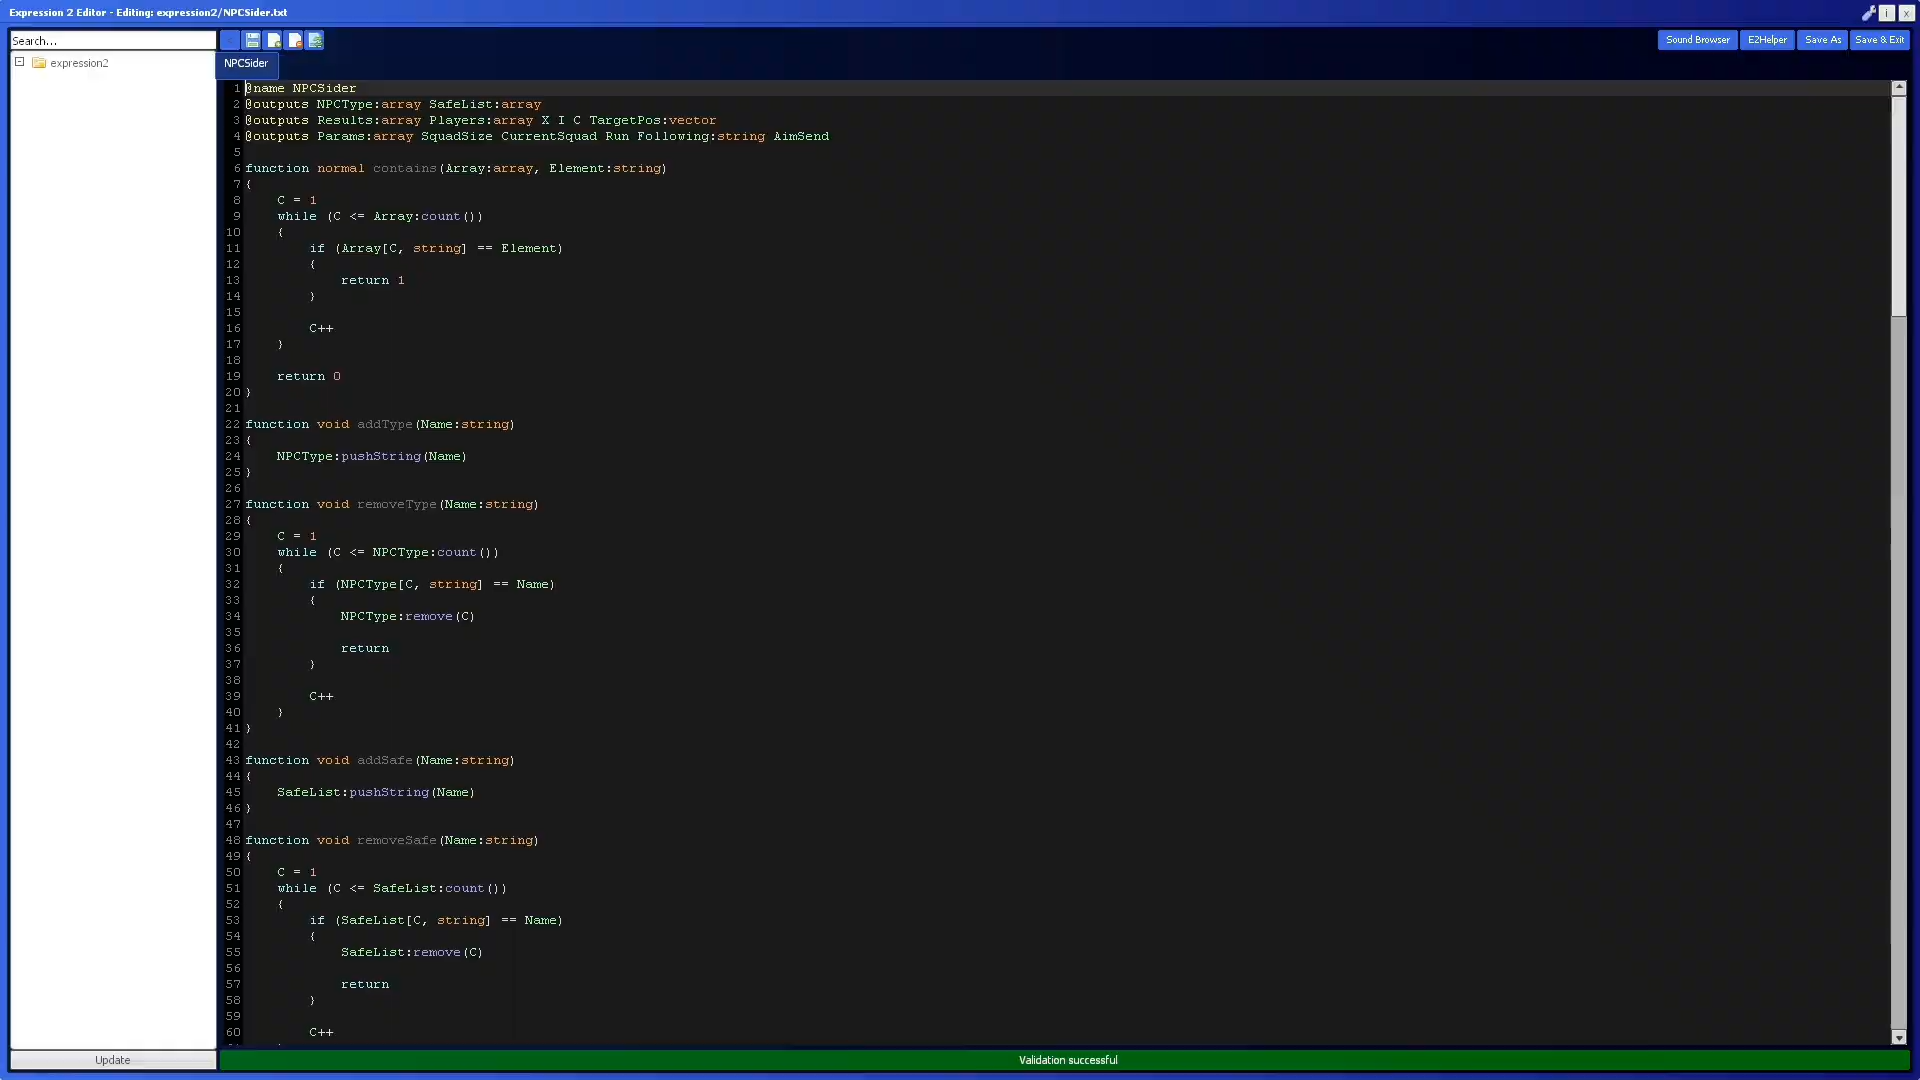 Expression 2 Editor - Editing: expression2/NPCSider.txt
i
x
Search...
Sound Browser
E2Helper
Save As
Save & Exit
expression2
NPCSider
1 @name NPCSider
2 @outputs NPCType:array SafeList:array
3 @outputs Results:array Players:array X I C TargetPos:vector
4 @outputs Params:array SquadSize CurrentSquad Run Following:string AimSend
5
6 function normal contains(Array:array, Element:string)
7 {
8     C = 1
9     while (C <= Array:count())
10     {
11         if (Array[C, string] == Element)
12         {
13             return 1
14         }
15
16         C++
17     }
18
19     return 0
20 }
21
22 function void addType(Name:string)
23 {
24     NPCType:pushString(Name)
25 }
26
27 function void removeType(Name:string)
28 {
29     C = 1
30     while (C <= NPCType:count())
31     {
32         if (NPCType[C, string] == Name)
33         {
34             NPCType:remove(C)
35
36             return
37         }
38
39         C++
40     }
41 }
42
43 function void addSafe(Name:string)
44 {
45     SafeList:pushString(Name)
46 }
47
48 function void removeSafe(Name:string)
49 {
50     C = 1
51     while (C <= SafeList:count())
52     {
53         if (SafeList[C, string] == Name)
54         {
55             SafeList:remove(C)
56
57             return
58         }
59
60         C++
Update
Validation successful